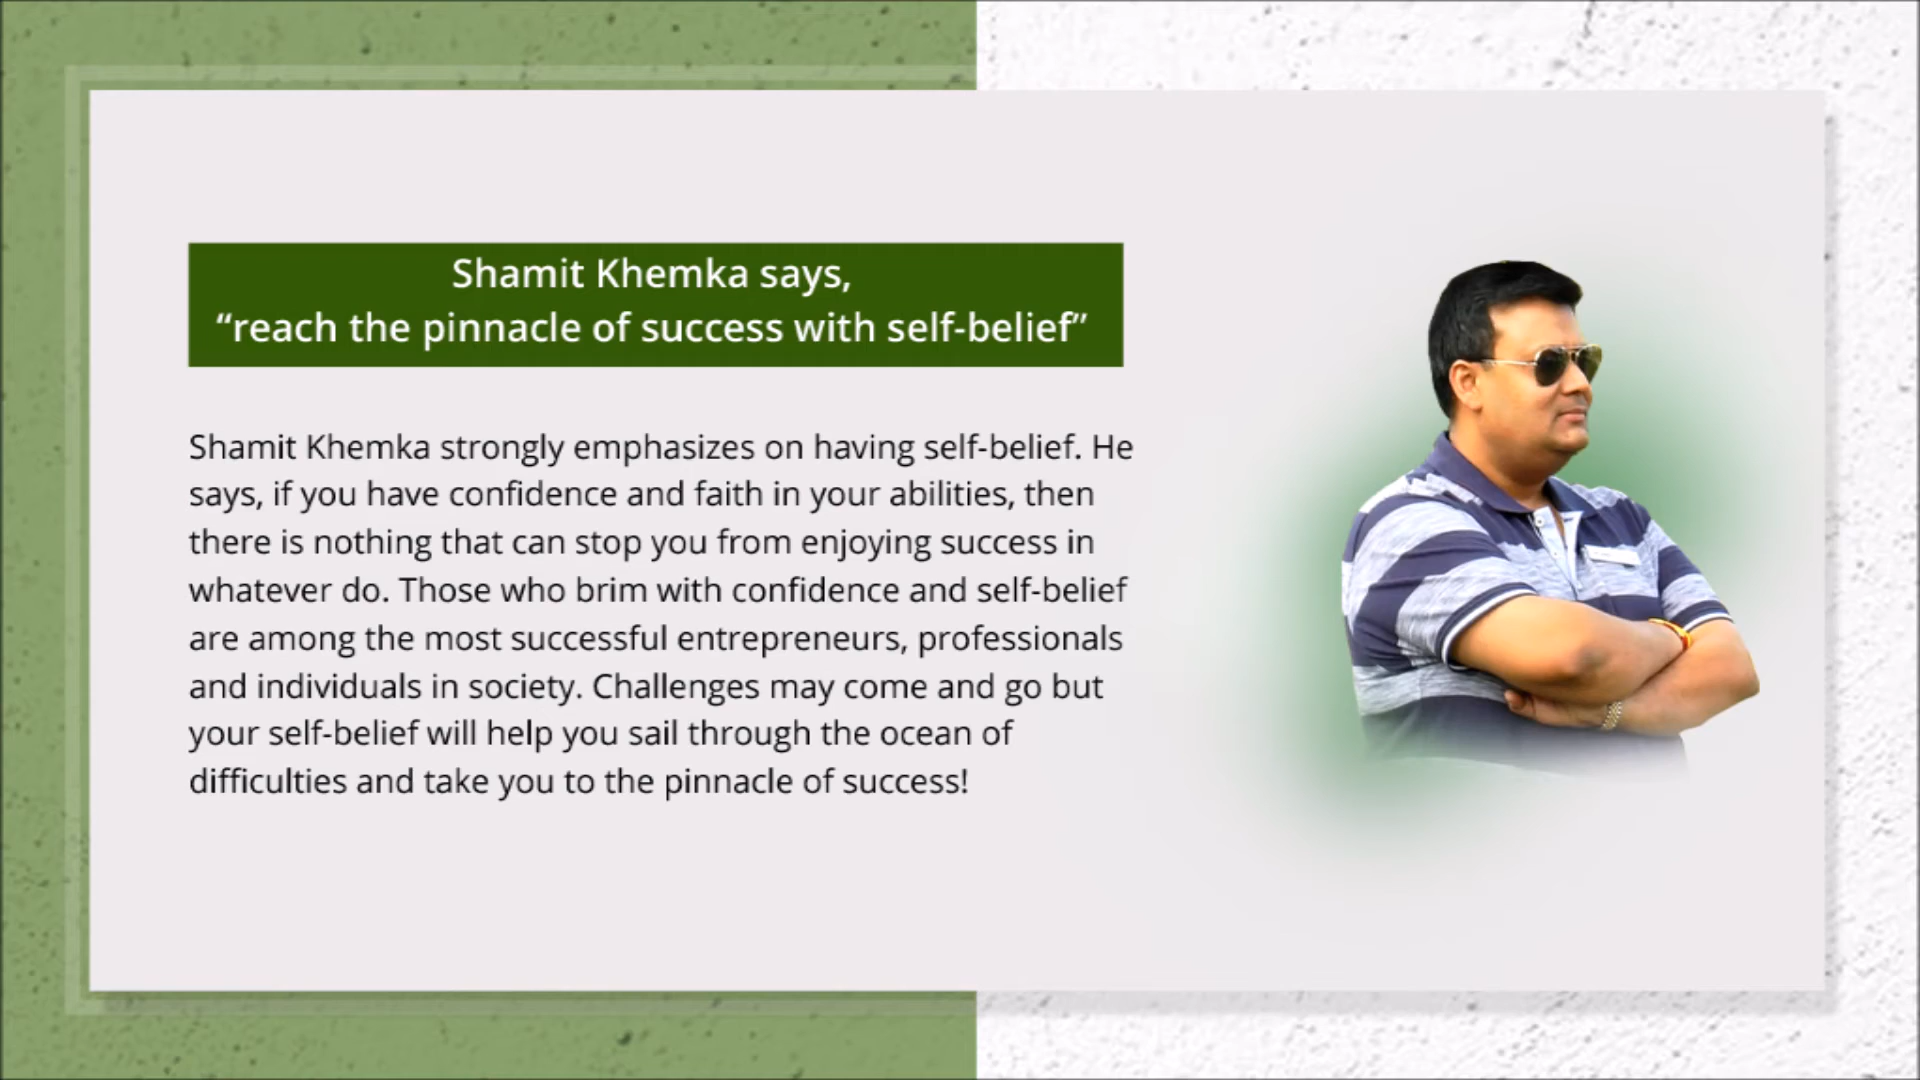 Shamit Khemka says,
“reach the pinnacle of success with self-belief”
Shamit Khemka strongly emphasizes on having self-belief. He
says, if you have confidence and faith in your abilities, then
there is nothing that can stop you from enjoying success in
whatever do. Those who brim with confidence and self-belief
are among the most successful entrepreneurs, professionals
and individuals in society. Challenges may come and go but
your self-belief will help you sail through the ocean of
difficulties and take you to the pinnacle of success!